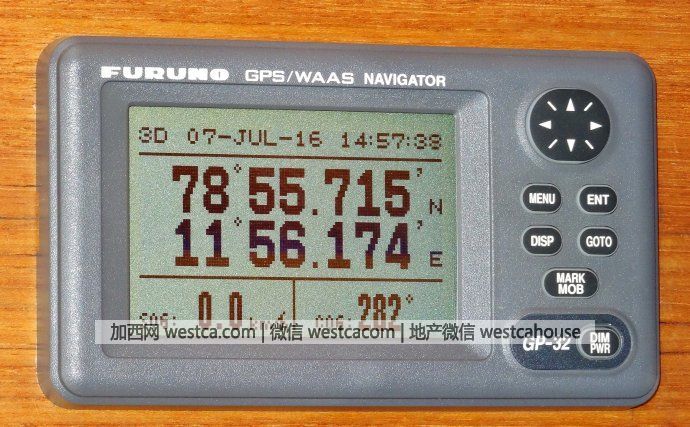 FURUNO GPS/WAAS NAVIGATOR
3D 07-JUL-16 14:57:38
78°55.715' N
11°56.174' E
0.0 282°
MENU ENT
DISP GOTO
MARK
MOB
GP-32 DIM
PWR
加西网 westca.com | 微信 westcacom | 地产微信 westcahouse